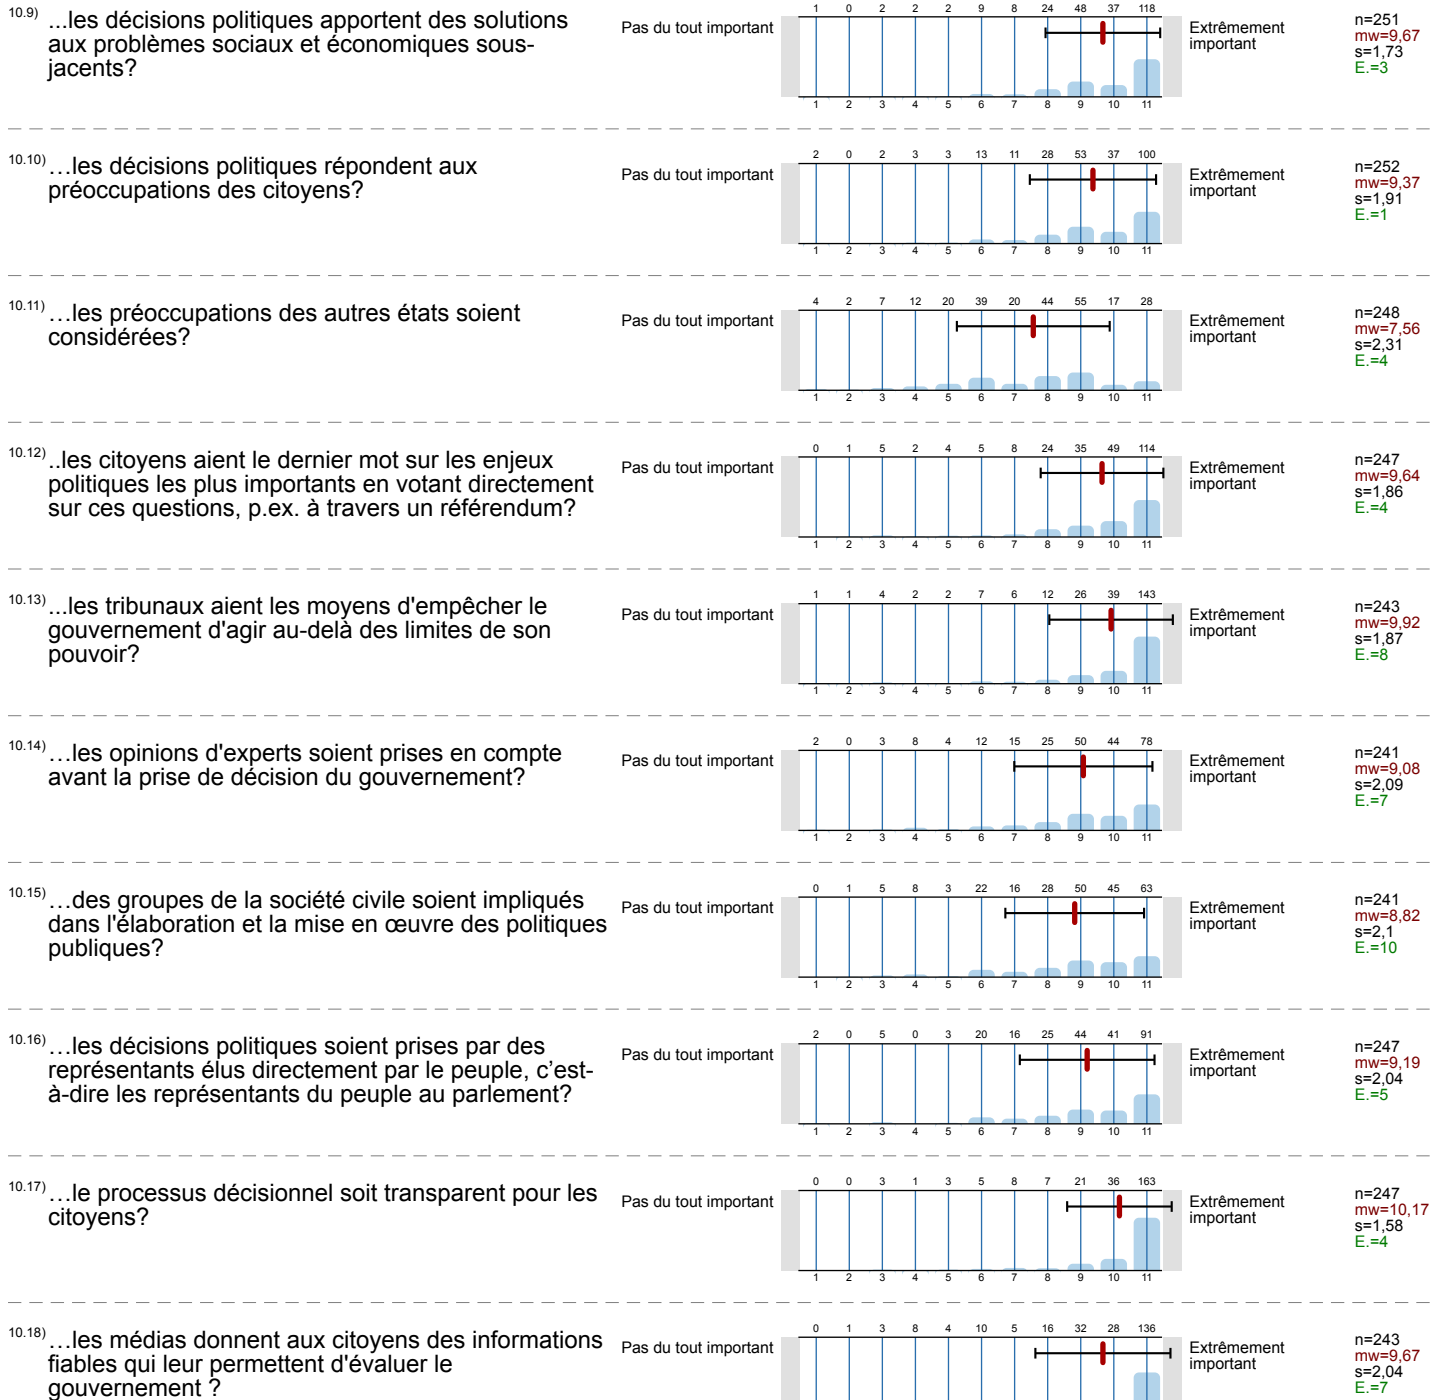 10.9) ...les décisions politiques apportent des solutions
aux problèmes sociaux et économiques sous-
jacents?
Pas du tout important
1 0 2 2 2 9 8 24 48 37 118
1 2 3 4 5 6 7 8 9 10 11
Extrêmement
important
n=251
mw=9,67
s=1,73
E.=3
10.10) …les décisions politiques répondent aux
préoccupations des citoyens?
Pas du tout important
2 0 2 3 3 13 11 28 53 37 100
1 2 3 4 5 6 7 8 9 10 11
Extrêmement
important
n=252
mw=9,37
s=1,91
E.=1
10.11) …les préoccupations des autres états soient
considérées?
Pas du tout important
4 2 7 12 20 39 20 44 55 17 28
1 2 3 4 5 6 7 8 9 10 11
Extrêmement
important
n=248
mw=7,56
s=2,31
E.=4
10.12) ..les citoyens aient le dernier mot sur les enjeux
politiques les plus importants en votant directement
sur ces questions, p.ex. à travers un référendum?
Pas du tout important
0 1 5 2 4 5 8 24 35 49 114
1 2 3 4 5 6 7 8 9 10 11
Extrêmement
important
n=247
mw=9,64
s=1,86
E.=4
10.13) ...les tribunaux aient les moyens d'empêcher le
gouvernement d'agir au-delà des limites de son
pouvoir?
Pas du tout important
1 1 4 2 2 7 6 12 26 39 143
1 2 3 4 5 6 7 8 9 10 11
Extrêmement
important
n=243
mw=9,92
s=1,87
E.=8
10.14) …les opinions d'experts soient prises en compte
avant la prise de décision du gouvernement?
Pas du tout important
2 0 3 8 4 12 15 25 50 44 78
1 2 3 4 5 6 7 8 9 10 11
Extrêmement
important
n=241
mw=9,08
s=2,09
E.=7
10.15) …des groupes de la société civile soient impliqués
dans l'élaboration et la mise en œuvre des politiques
publiques?
Pas du tout important
0 1 5 8 3 22 16 28 50 45 63
1 2 3 4 5 6 7 8 9 10 11
Extrêmement
important
n=241
mw=8,82
s=2,1
E.=10
10.16) …les décisions politiques soient prises par des
représentants élus directement par le peuple, c’est-
à-dire les représentants du peuple au parlement?
Pas du tout important
2 0 5 0 3 20 16 25 44 41 91
1 2 3 4 5 6 7 8 9 10 11
Extrêmement
important
n=247
mw=9,19
s=2,04
E.=5
10.17) …le processus décisionnel soit transparent pour les
citoyens?
Pas du tout important
0 0 3 1 3 5 8 7 21 36 163
1 2 3 4 5 6 7 8 9 10 11
Extrêmement
important
n=247
mw=10,17
s=1,58
E.=4
10.18) …les médias donnent aux citoyens des informations
fiables qui leur permettent d'évaluer le
gouvernement ?
Pas du tout important
0 1 3 8 4 10 5 16 32 28 136
Extrêmement
important
n=243
mw=9,67
s=2,04
E.=7